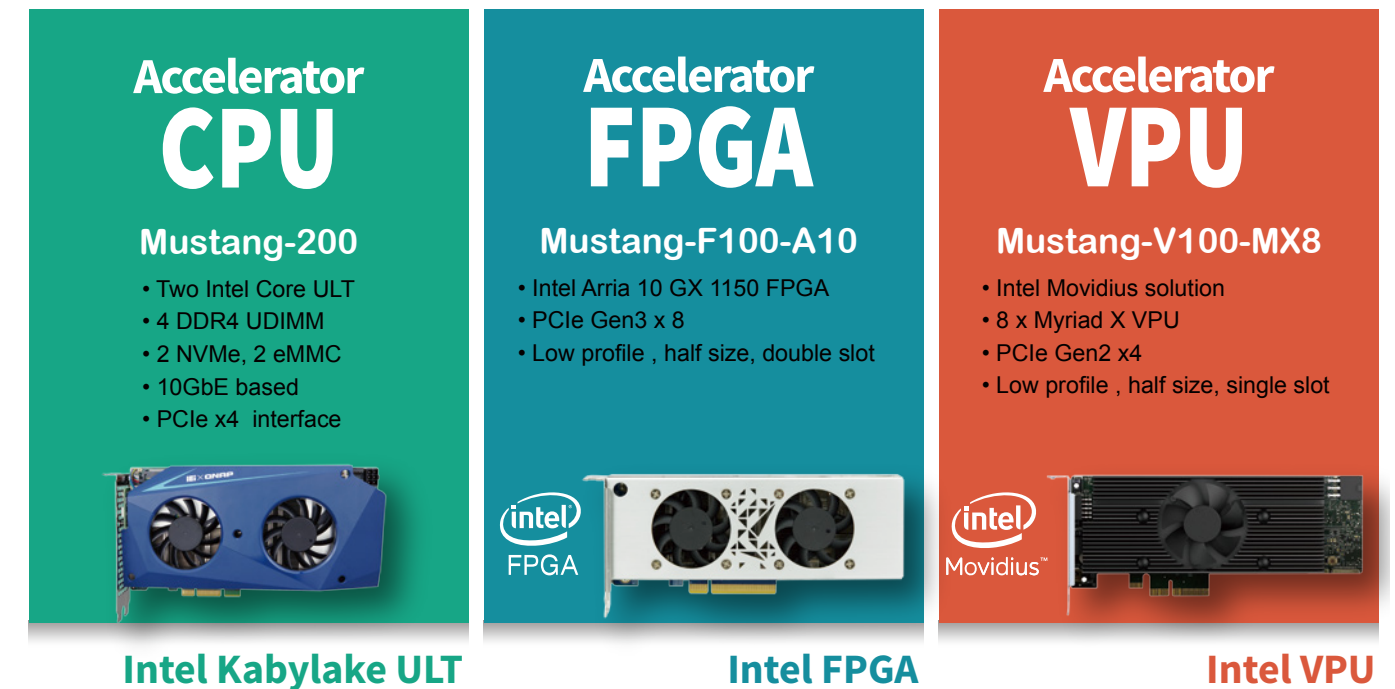 Accelerator
CPU
Mustang-200
• Two Intel Core ULT
• 4 DDR4 UDIMM
• 2 NVMe, 2 eMMC
• 10GbE based
• PCIe x4 interface
QNAP
Intel Kabylake ULT
Accelerator
FPGA
Mustang-F100-A10
• Intel Arria 10 GX 1150 FPGA
• PCIe Gen3 x 8
• Low profile , half size, double slot
intel
FPGA
Intel FPGA
Accelerator
VPU
Mustang-V100-MX8
• Intel Movidius solution
• 8 x Myriad X VPU
• PCIe Gen2 x4
• Low profile , half size, single slot
intel
Movidius™
Intel VPU